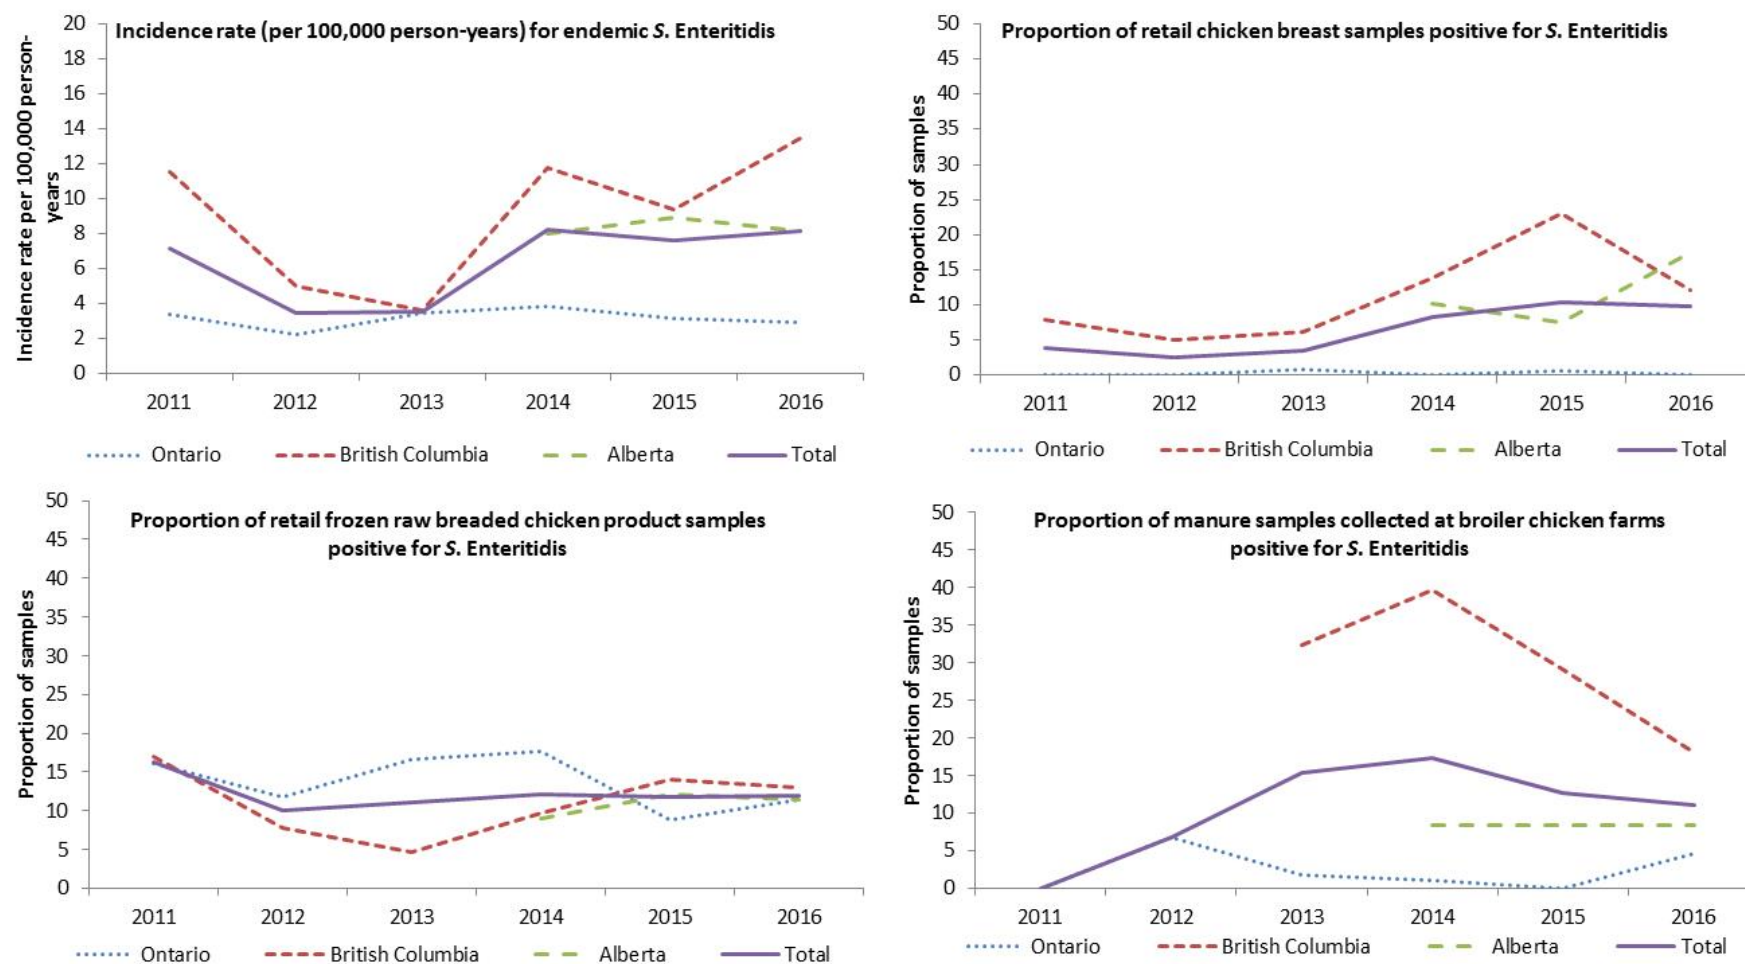 Incidence rate (per 100,000 person-years) for endemic S. Enteritidis
Incidence rate per 100,000 person-
years
20
18
16
14
12
10
8
6
4
2
0
2011 2012 2013 2014 2015 2016
Ontario British Columbia Alberta Total
Proportion of retail chicken breast samples positive for S. Enteritidis
Proportion of samples
50
45
40
35
30
25
20
15
10
5
0
2011 2012 2013 2014 2015 2016
Ontario British Columbia Alberta Total
Proportion of retail frozen raw breaded chicken product samples
positive for S. Enteritidis
Proportion of samples
50
45
40
35
30
25
20
15
10
5
0
2011 2012 2013 2014 2015 2016
Ontario British Columbia Alberta Total
Proportion of manure samples collected at broiler chicken farms
positive for S. Enteritidis
Proportion of samples
50
45
40
35
30
25
20
15
10
5
0
2011 2012 2013 2014 2015 2016
Ontario British Columbia Alberta Total